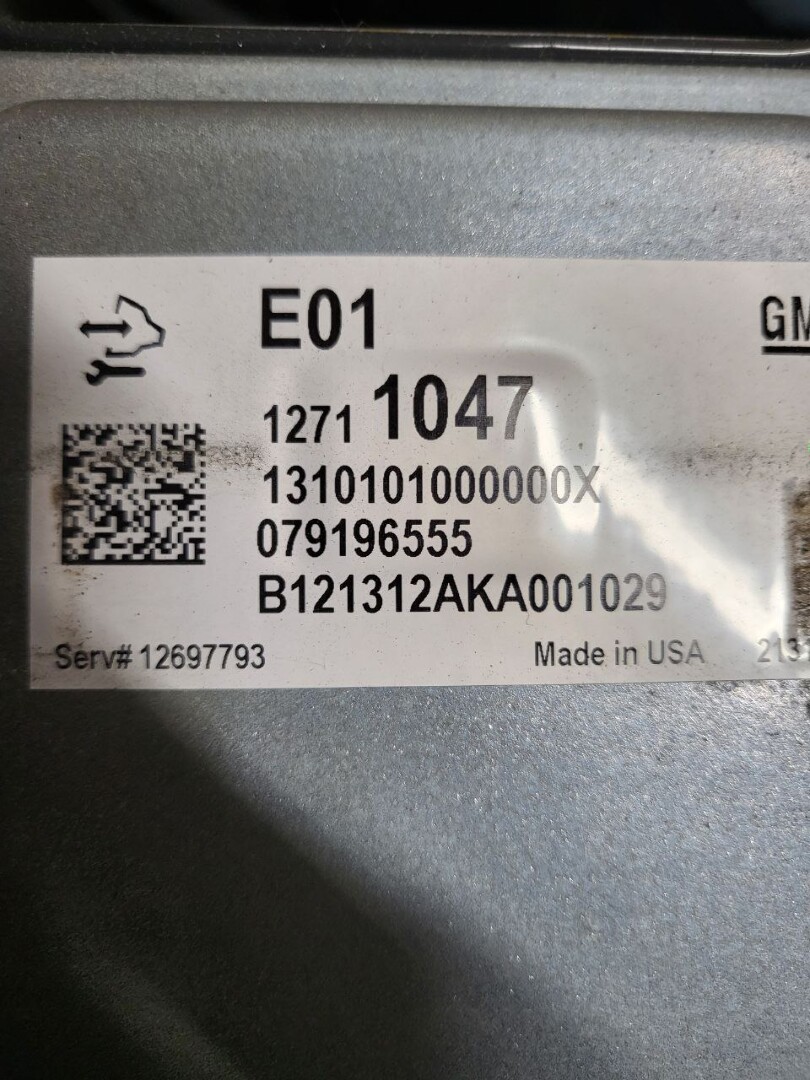 E01
GM
1271 1047
1310101000000X
079196555
B121312AKA001029
Serv# 12697793 Made in USA